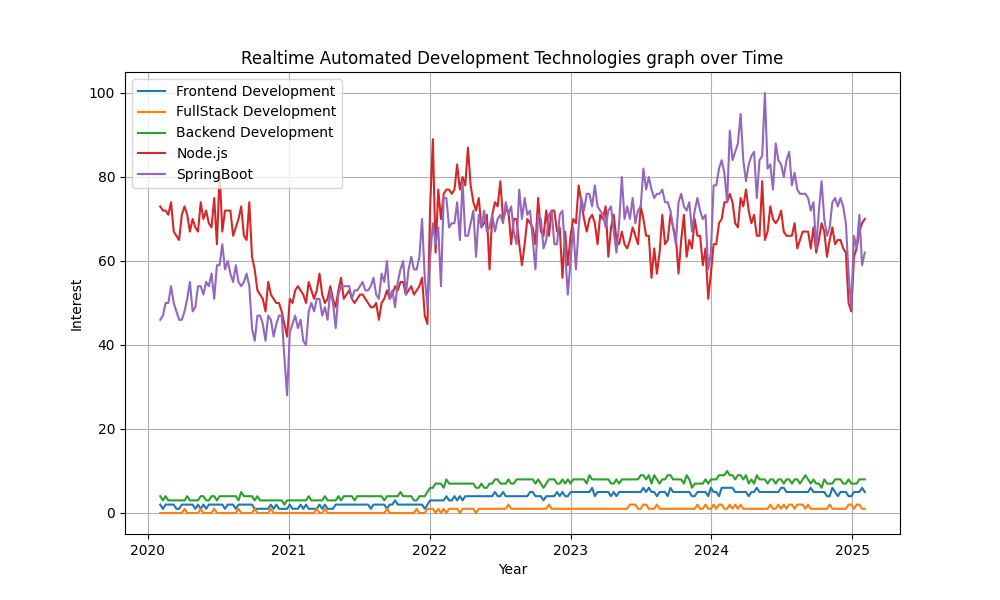 Realtime Automated Development Technologies graph over Time
Frontend Development
FullStack Development
Backend Development
Node.js
SpringBoot
100
80
60
40
20
0
Interest
2020 2021 2022 2023 2024 2025
Year